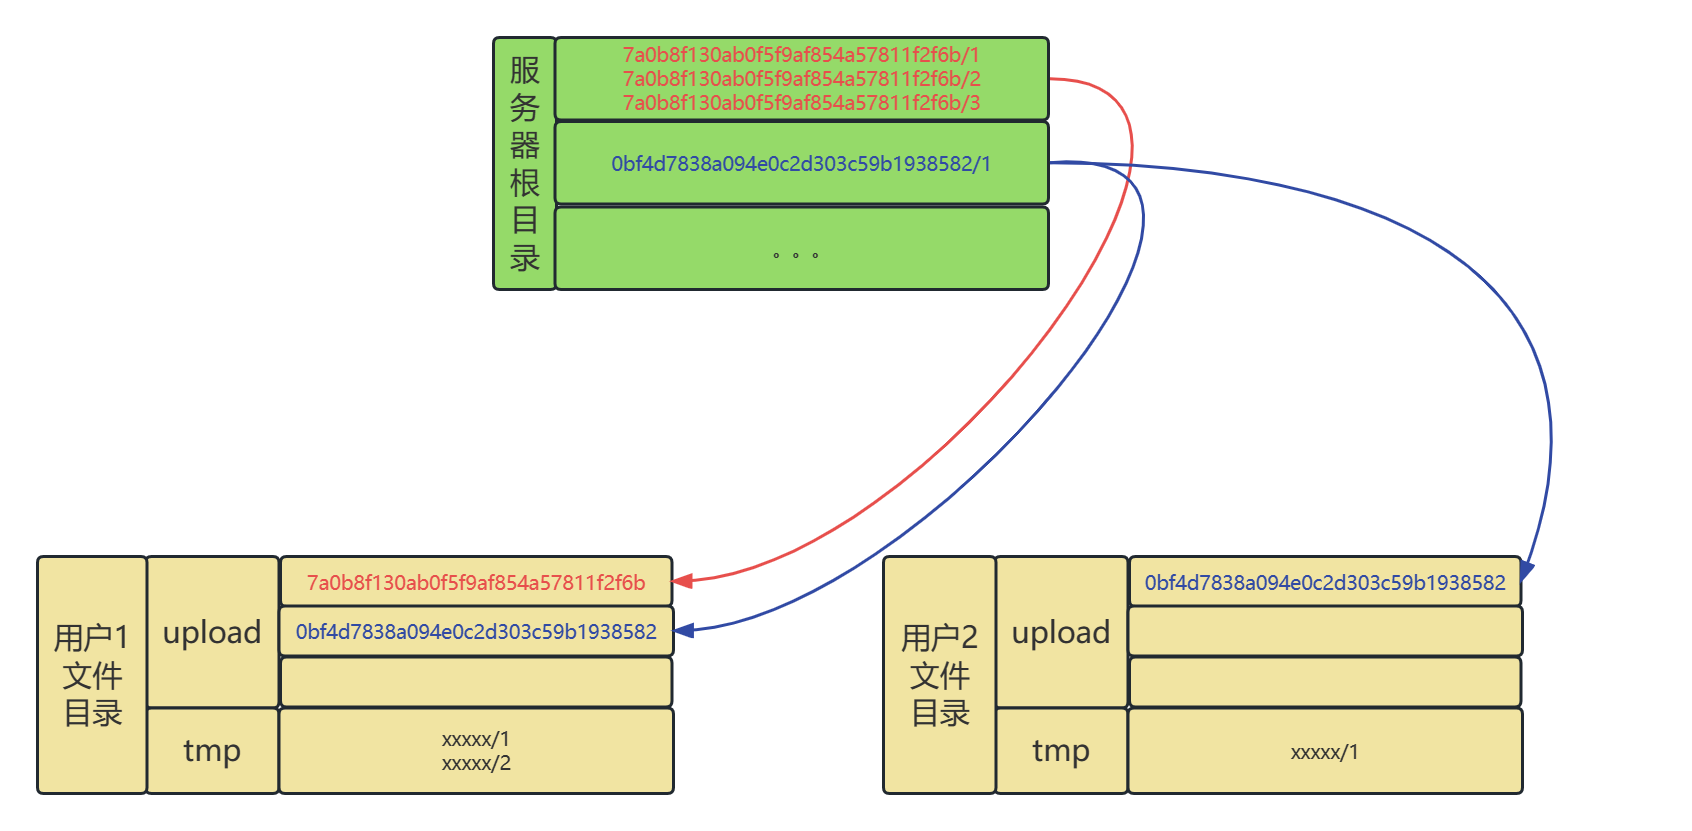 服
务
器
根
目
录
7a0b8f130ab0f5f9af854a57811f2f6b/1
7a0b8f130ab0f5f9af854a57811f2f6b/2
7a0b8f130ab0f5f9af854a57811f2f6b/3
0bf4d7838a094e0c2d303c59b1938582/1
。。。
用户1
文件
目录
upload
7a0b8f130ab0f5f9af854a57811f2f6b
0bf4d7838a094e0c2d303c59b1938582
tmp
xxxxx/1
xxxxx/2
用户2
文件
目录
upload
0bf4d7838a094e0c2d303c59b1938582
tmp
xxxxx/1